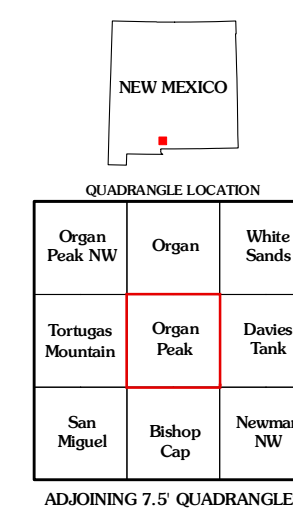 NEW MEXICO
QUADRANGLE LOCATION
Organ
Peak NW
Organ
White
Sands
Tortugas
Mountain
Organ
Peak
Davies
Tank
San
Miguel
Bishop
Cap
Newman
NW
ADJOINING 7.5' QUADRANGLE